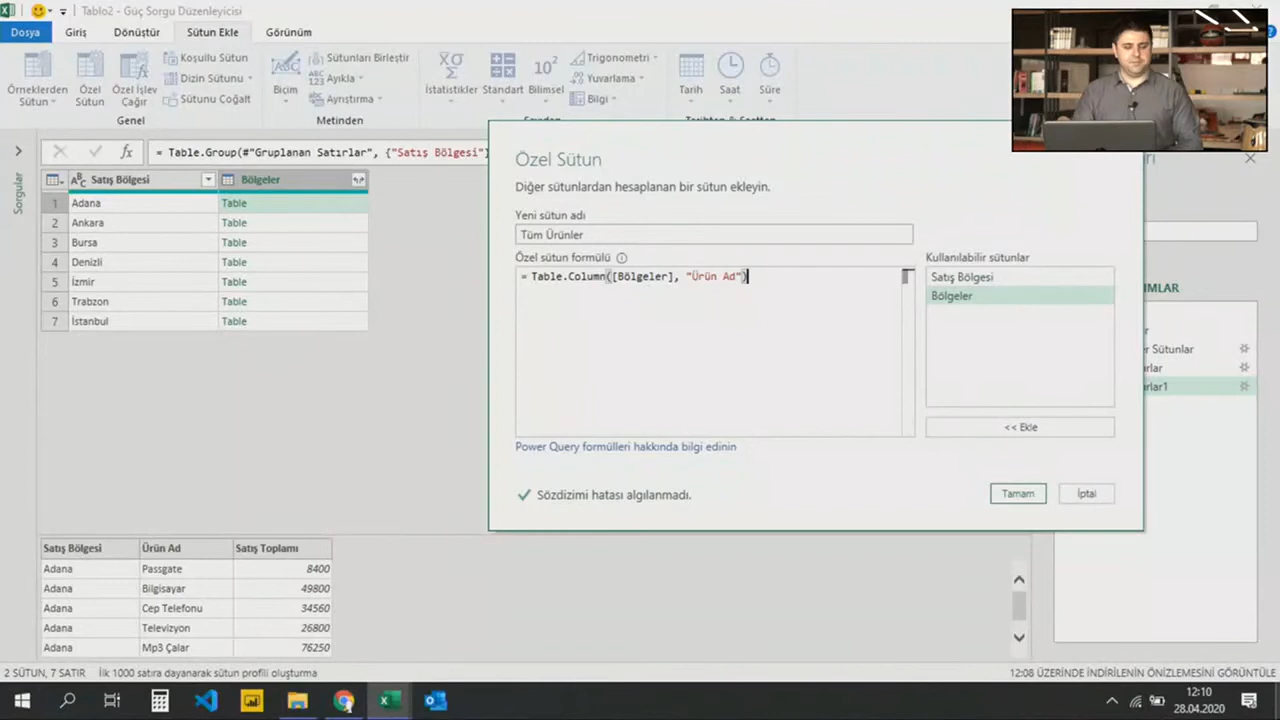 Tablo2 - Güç Sorgu Düzenleyicisi
Dosya Giriş Dönüştür Sütun Ekle Görünüm
Örneklerden Sütun
Özel Sütun
Özel İşlev Çağır
Koşullu Sütun
Dizin Sütunu
Sütunu Çoğalt
Genel
Biçim
Sütunları Birleştir
Ayıkla
Ayrıştırma
Metinden
İstatistikler
Standart
Bilimsel
Trigonometri
Yuvarlama
Bilgi
Tarih
Saat
Süre
= Table.Group(#"Gruplanan Satırlar", {"Satış Bölgesi"}
Sorgular
Satış Bölgesi Bölgeler
1 Adana Table
2 Ankara Table
3 Bursa Table
4 Denizli Table
5 İzmir Table
6 Trabzon Table
7 İstanbul Table
Özel Sütun
Diğer sütunlardan hesaplanan bir sütun ekleyin.
Yeni sütun adı
Tüm Ürünler
Özel sütun formülü
= Table.Column([Bölgeler], "Ürün Ad")
Kullanılabilir sütunlar
Satış Bölgesi
Bölgeler
<< Ekle
Power Query formülleri hakkında bilgi edinin
Sözdizimi hatası algılanmadı.
Tamam İptal
Satış Bölgesi Ürün Ad Satış Toplamı
Adana Passgate 8400
Adana Bilgisayar 49800
Adana Cep Telefonu 34560
Adana Televizyon 26800
Adana Mp3 Çalar 76250
2 SÜTUN, 7 SATIR İlk 1000 satıra dayanarak sütun profili oluşturma
12:08 ÜZERİNDE İNDİRİLEN ÖNİZLEMESİNİ GÖRÜNTÜLE
12:10
28.04.2020